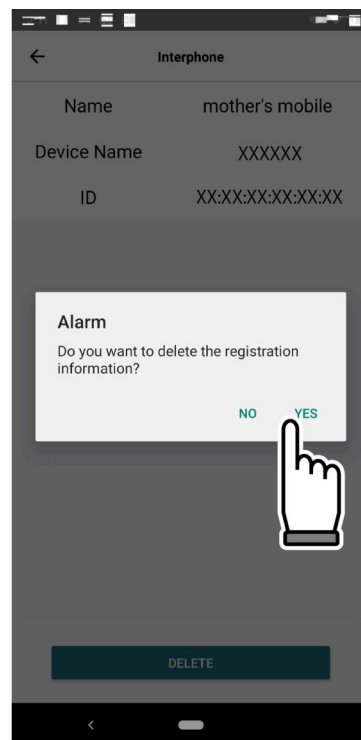 Interphone
Name mother's mobile
Device Name XXXXXX
ID XX:XX:XX:XX:XX:XX
Alarm
Do you want to delete the registration
information?
NO YES
DELETE